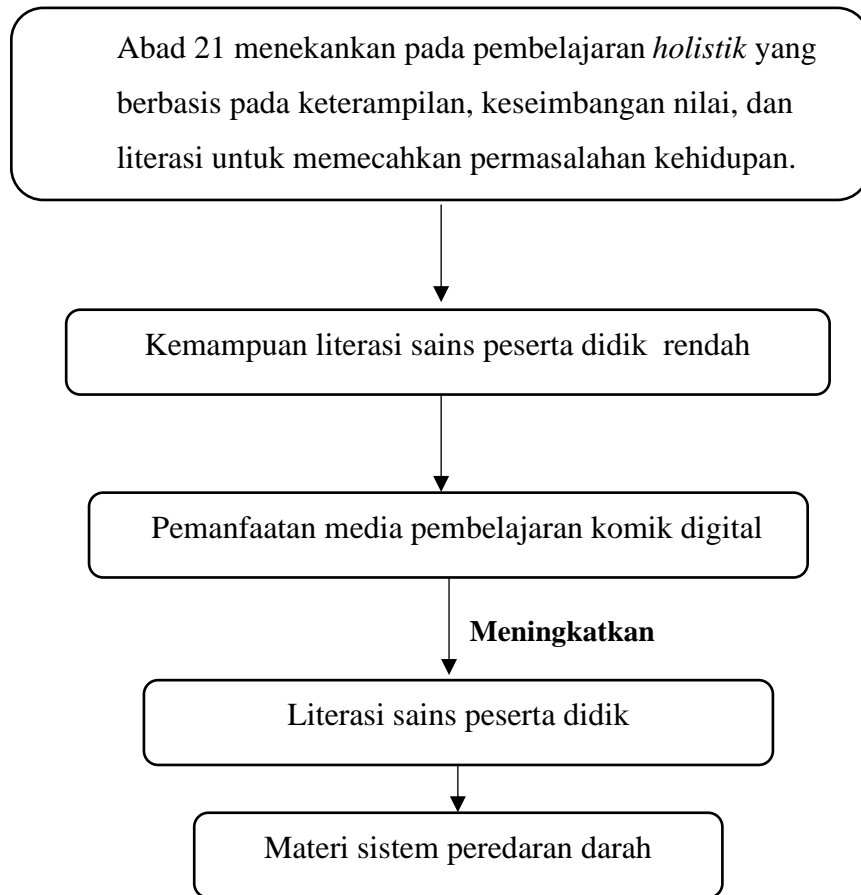 Abad 21 menekankan pada pembelajaran holistik yang
berbasis pada keterampilan, keseimbangan nilai, dan
literasi untuk memecahkan permasalahan kehidupan.
Kemampuan literasi sains peserta didik rendah
Pemanfaatan media pembelajaran komik digital
Meningkatkan
Literasi sains peserta didik
Materi sistem peredaran darah